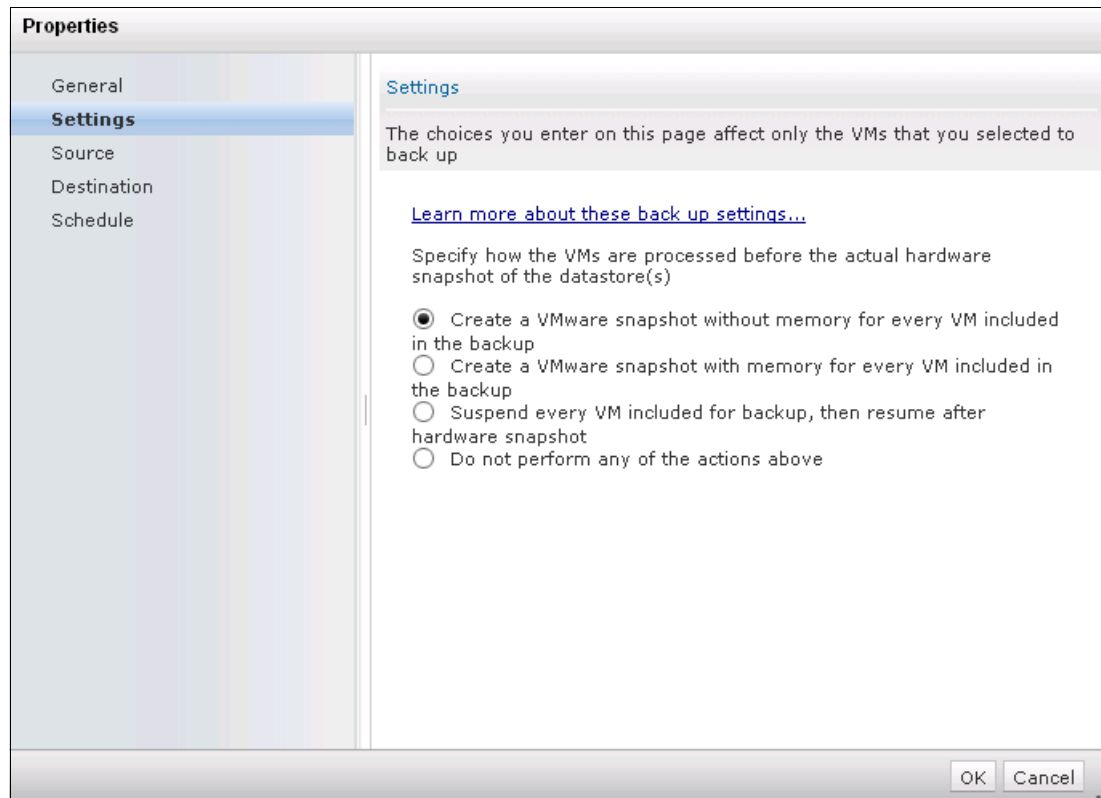 Properties
General
Settings
Source
Destination
Schedule
Settings
The choices you enter on this page affect only the VMs that you selected to
back up
Learn more about these back up settings...
Specify how the VMs are processed before the actual hardware
snapshot of the datastore(s)
Create a VMware snapshot without memory for every VM included
in the backup
Create a VMware snapshot with memory for every VM included in
the backup
Suspend every VM included for backup, then resume after
hardware snapshot
Do not perform any of the actions above
OK Cancel